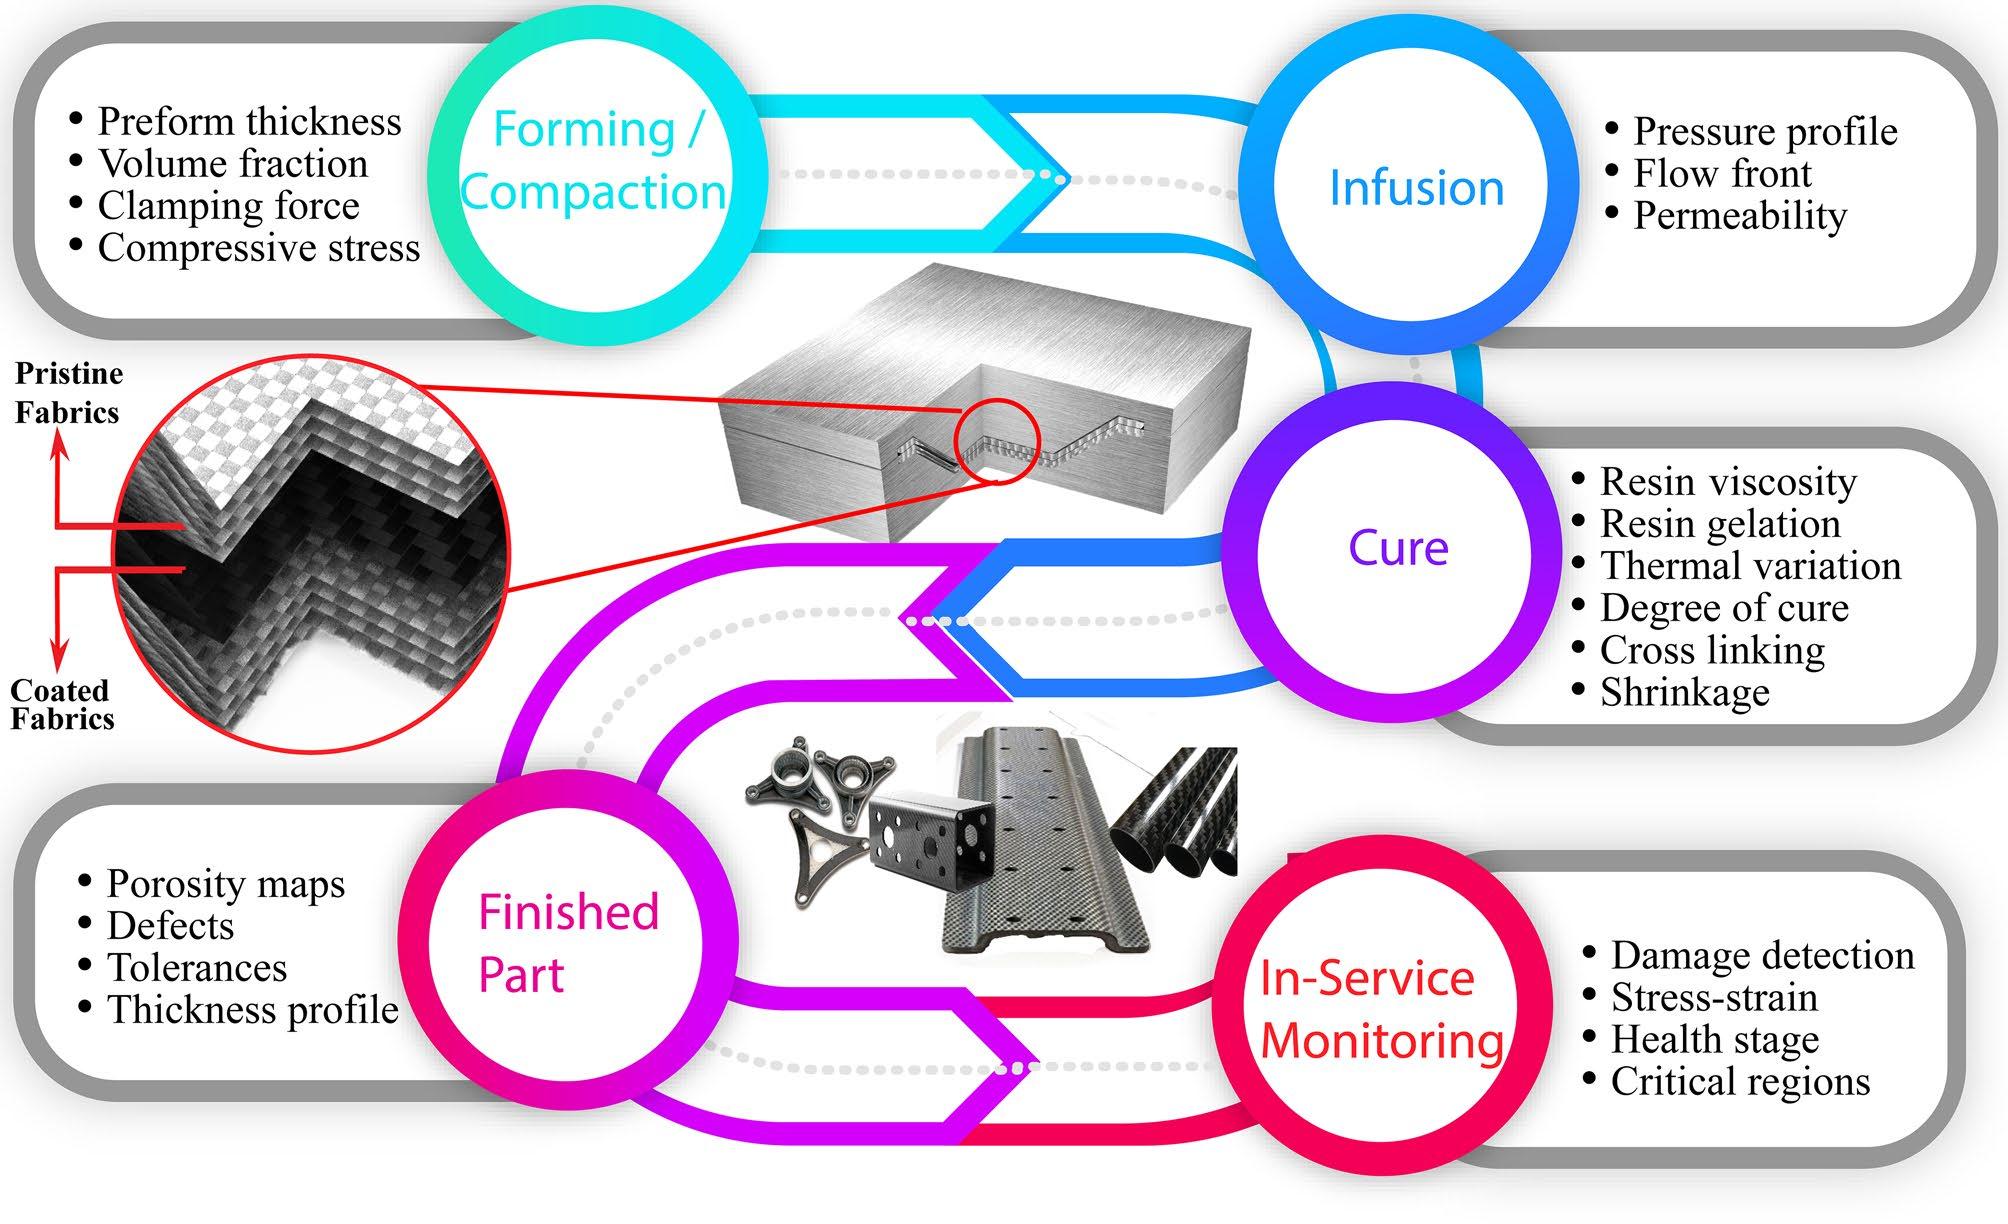 Forming /
Compaction
• Preform thickness
• Volume fraction
• Clamping force
• Compressive stress
Infusion
• Pressure profile
• Flow front
• Permeability
Pristine
Fabrics
Coated
Fabrics
Cure
• Resin viscosity
• Resin gelation
• Thermal variation
• Degree of cure
• Cross linking
• Shrinkage
Finished
Part
• Porosity maps
• Defects
• Tolerances
• Thickness profile
In-Service
Monitoring
• Damage detection
• Stress-strain
• Health stage
• Critical regions